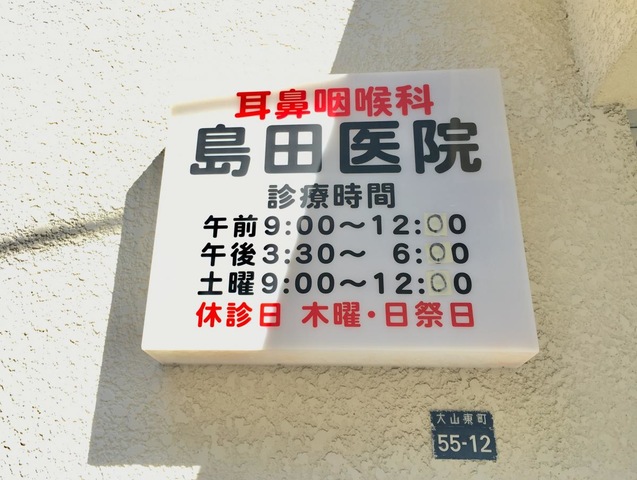 耳鼻咽喉科
島田医院
診療時間
午前9:00～12:00
午後3:30～ 6:00
土曜9:00～12:00
休診日 木曜・日祭日
大山東町
55-12